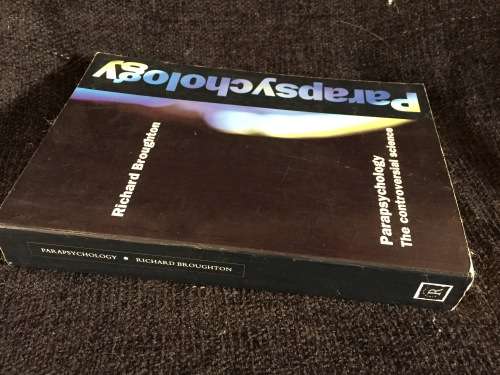 Parapsychology
Richard Broughton
Parapsychology
The controversial science
PARAPSYCHOLOGY • RICHARD BROUGHTON
R